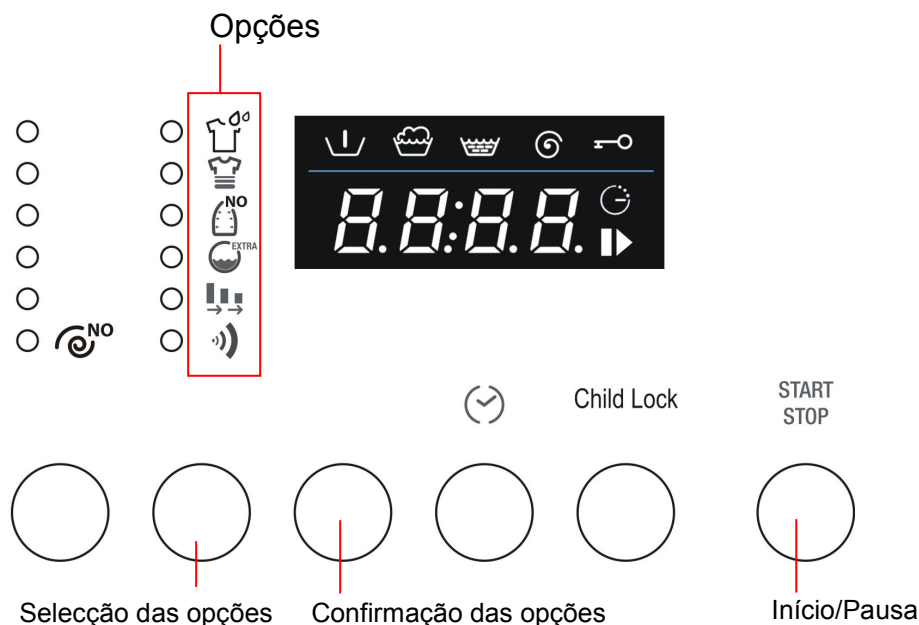 Opções
NO
EXTRA
NO
8.8:8.8.
Child Lock
START
STOP
Selecção das opções
Confirmação das opções
Início/Pausa